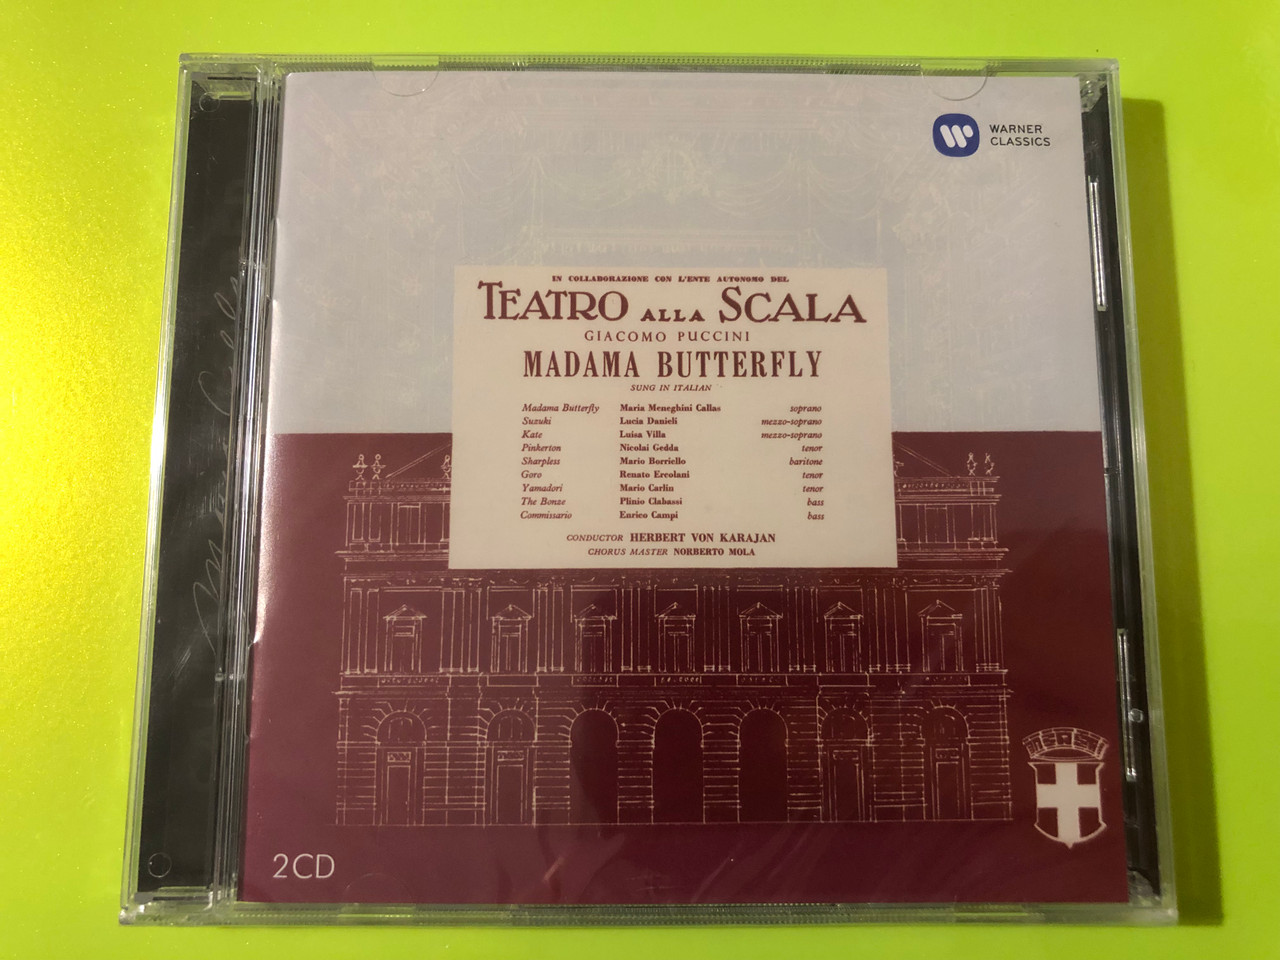 WARNER
CLASSICS
IN COLLABORAZIONE CON L'ENTE AUTONOMO DEL
TEATRO ALLA SCALA
GIACOMO PUCCINI
MADAMA BUTTERFLY
SUNG IN ITALIAN
Madama Butterfly Maria Meneghini Callas soprano
Suzuki Lucia Danieli mezzo-soprano
Kate Luisa Villa mezzo-soprano
Pinkerton Nicolai Gedda tenor
Sharpless Mario Borriello baritone
Goro Renato Ercolani tenor
Yamadori Mario Carlin tenor
The Bonze Plinio Clabassi bass
Commissario Enrico Campi bass
CONDUCTOR HERBERT VON KARAJAN
CHORUS MASTER NORBERTO MOLA
2CD